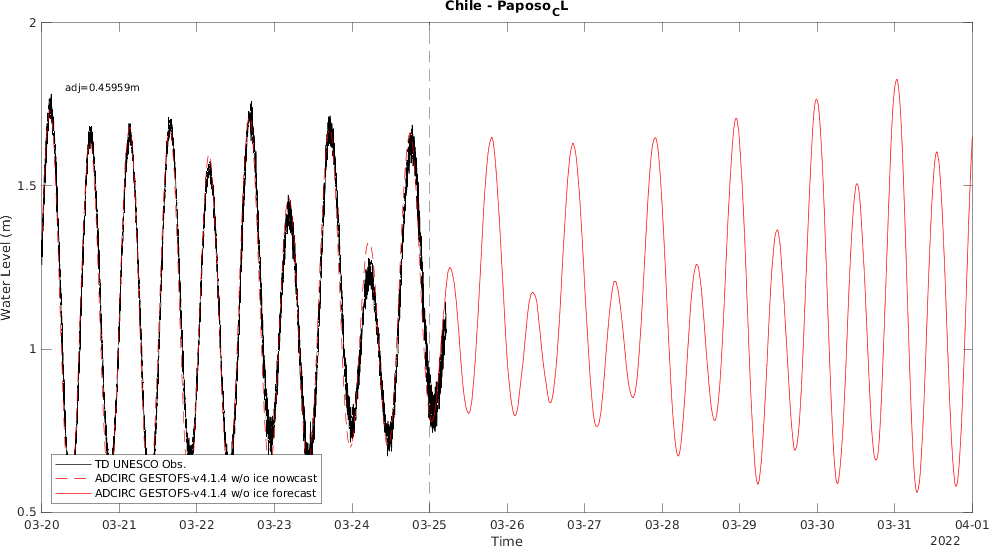 Chile - Paposo_CL
2
adj=0.45959m
1.5
Water Level (m)
1
TD UNESCO Obs.
ADCIRC GESTOFS-v4.1.4 w/o ice nowcast
ADCIRC GESTOFS-v4.1.4 w/o ice forecast
0.5
03-20 03-21 03-22 03-23 03-24 03-25 03-26 03-27 03-28 03-29 03-30 03-31 04-01
Time
2022